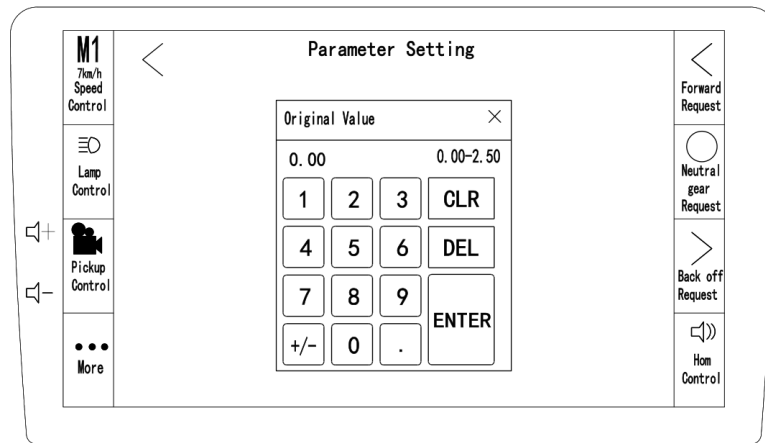 M1
7km/h
Speed
Control
Lamp
Control
Pickup
Control
More
Parameter Setting
Original Value ×
0.00 0.00-2.50
1 2 3 CLR
4 5 6 DEL
7 8 9
ENTER
+/- 0 .
Forward
Request
Neutral
gear
Request
Back off
Request
Hom
Control